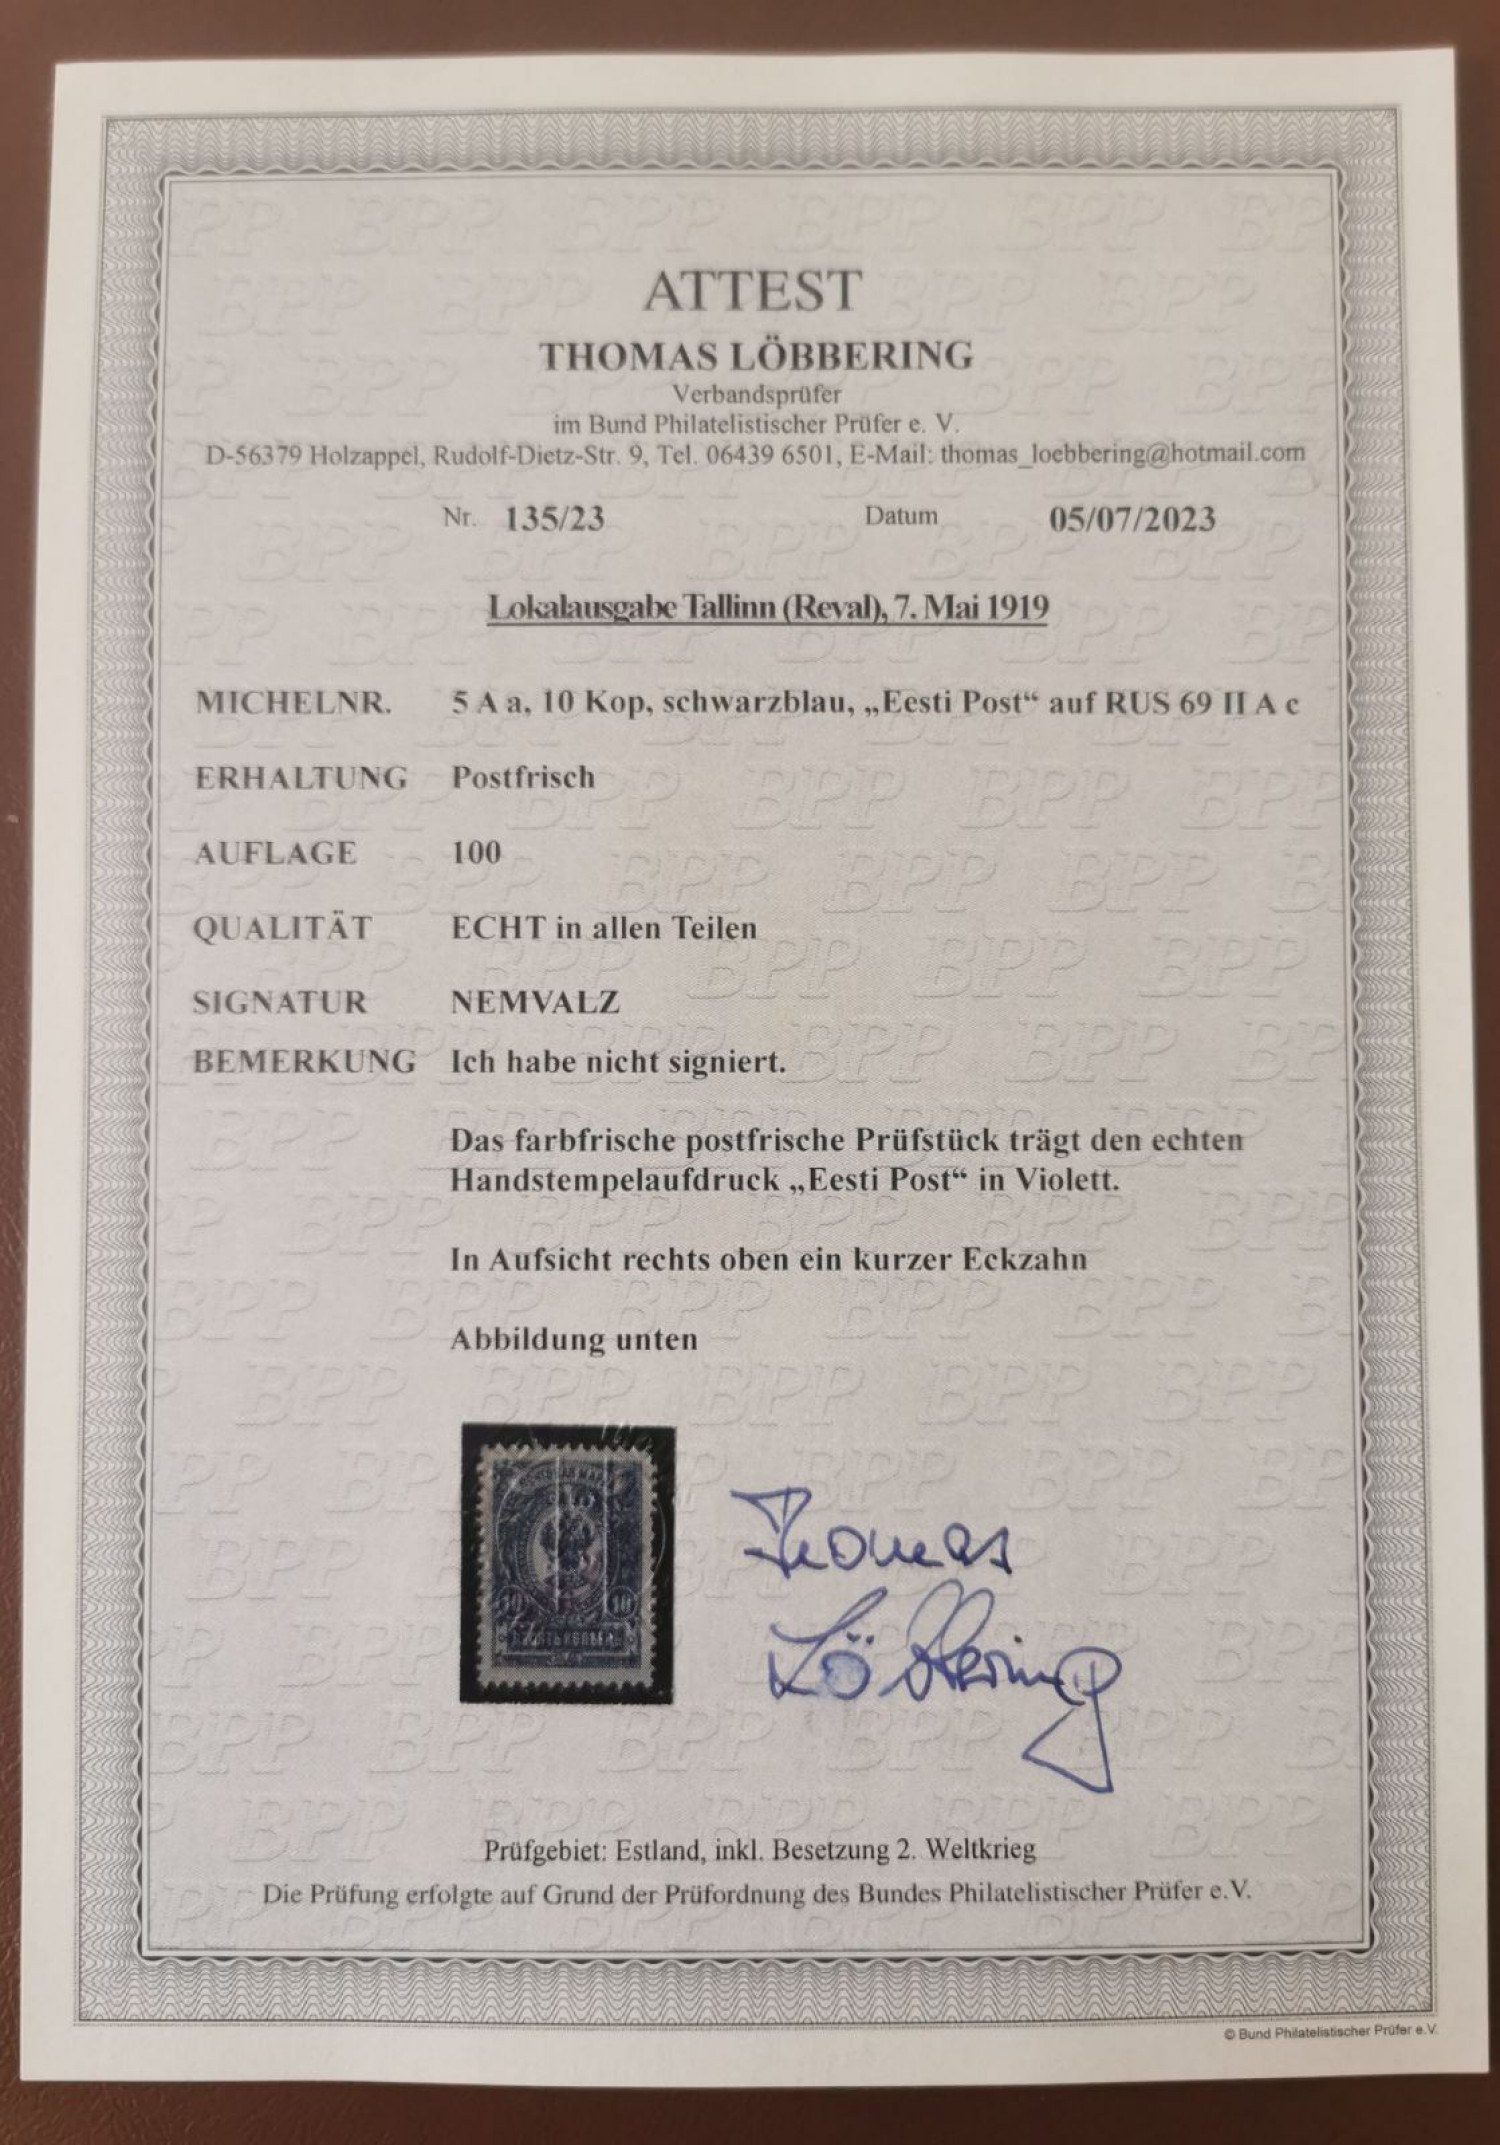 ATTEST
THOMAS LÖBBERING
Verbandsprüfer
im Bund Philatelistischer Prüfer e. V.
D-56379 Holzappel, Rudolf-Dietz-Str. 9, Tel. 06439 6501, E-Mail: thomas_loebbering@hotmail.com
Nr. 135/23 Datum 05/07/2023
Lokalausgabe Tallinn (Reval), 7. Mai 1919
MICHELNR. 5 A a, 10 Kop, schwarzblau, „Eesti Post“ auf RUS 69 II A c
ERHALTUNG Postfrisch
AUFLAGE 100
QUALITÄT ECHT in allen Teilen
SIGNATUR NEMVALZ
BEMERKUNG Ich habe nicht signiert.
Das farbfrische postfrische Prüfstück trägt den echten
Handstempelaufdruck „Eesti Post“ in Violett.
In Aufsicht rechts oben ein kurzer Eckzahn
Abbildung unten
10 10
Thomas
Löbbering
Prüfgebiet: Estland, inkl. Besetzung 2. Weltkrieg
Die Prüfung erfolgte auf Grund der Prüfordnung des Bundes Philatelistischer Prüfer e.V.
© Bund Philatelistischer Prüfer e.V.